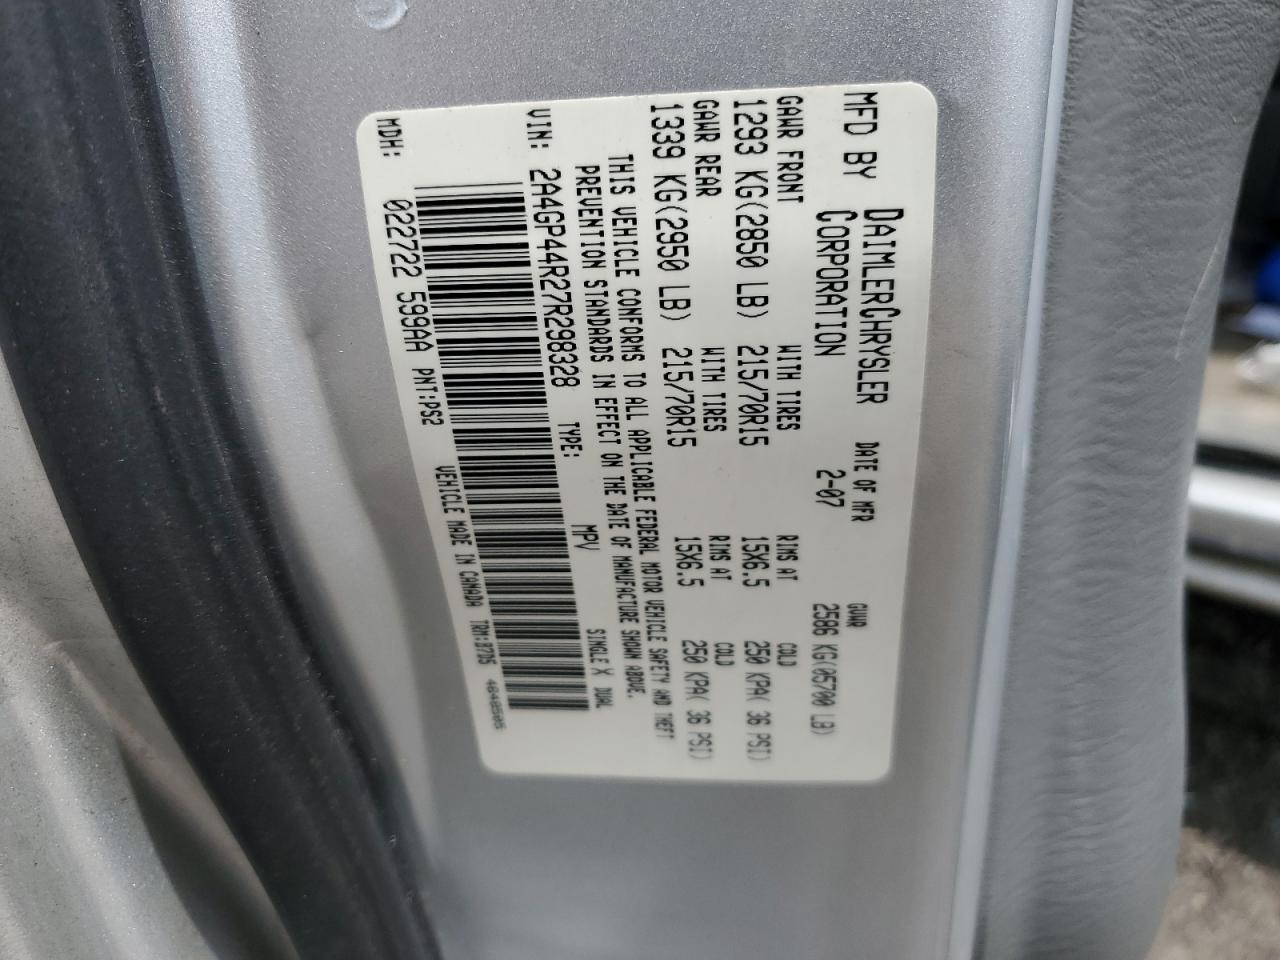 MFD BY DAIMLERCHRYSLER CORPORATION DATE OF MFR 2-07 GVWR 2586 KG(05700 LB)
GAWR FRONT WITH TIRES RIMS AT COLD
1293 KG(2850 LB) 215/70R15 15X6.5 250 KPA( 36 PSI)
GAWR REAR WITH TIRES RIMS AT COLD
1339 KG(2950 LB) 215/70R15 15X6.5 250 KPA( 36 PSI)
THIS VEHICLE CONFORMS TO ALL APPLICABLE FEDERAL MOTOR VEHICLE SAFETY AND THEFT
PREVENTION STANDARDS IN EFFECT ON THE DATE OF MANUFACTURE SHOWN ABOVE.
VIN: 2A4GP44R27R298328 TYPE: MPV SINGLE X DUAL
MDH: 022722 599AA PNT:PS2 VEHICLE MADE IN CANADA TRM:B7D5